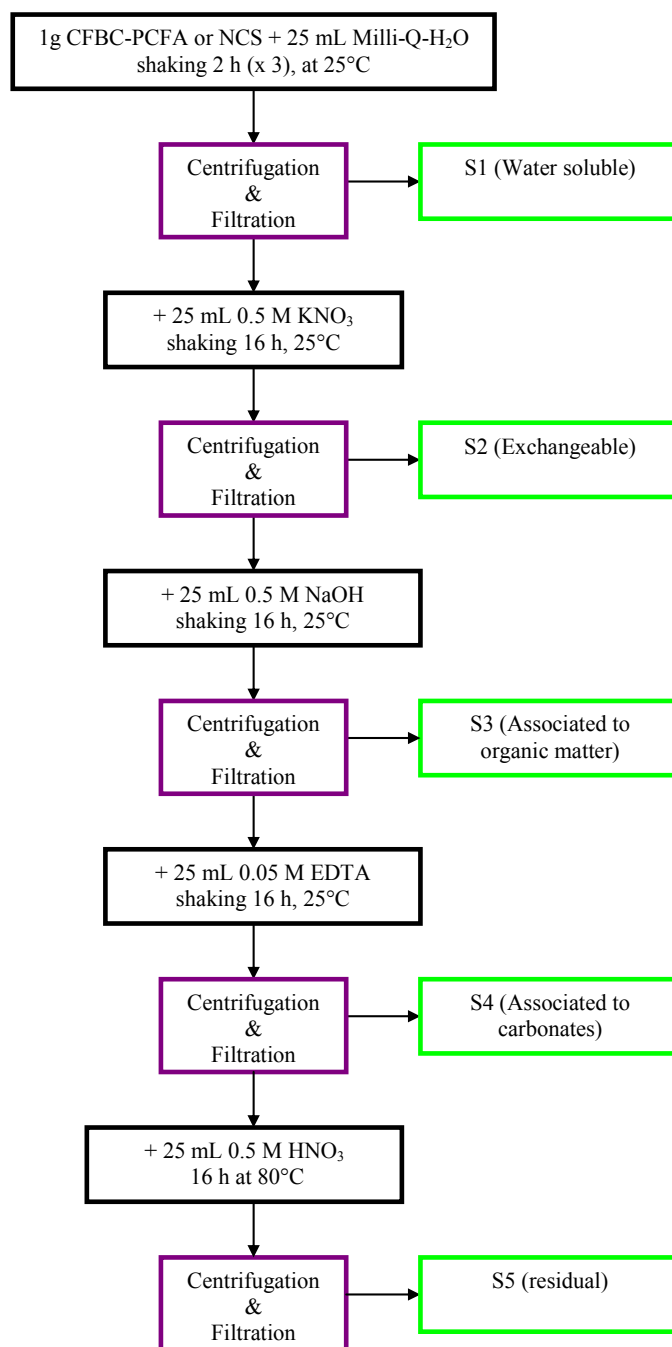 1g CFBC-PCFA or NCS + 25 mL Milli-Q-H₂O
shaking 2 h (x 3), at 25°C
Centrifugation
&
Filtration
S1 (Water soluble)
+ 25 mL 0.5 M KNO₃
shaking 16 h, 25°C
Centrifugation
&
Filtration
S2 (Exchangeable)
+ 25 mL 0.5 M NaOH
shaking 16 h, 25°C
Centrifugation
&
Filtration
S3 (Associated to
organic matter)
+ 25 mL 0.05 M EDTA
shaking 16 h, 25°C
Centrifugation
&
Filtration
S4 (Associated to
carbonates)
+ 25 mL 0.5 M HNO₃
16 h at 80°C
Centrifugation
&
Filtration
S5 (residual)